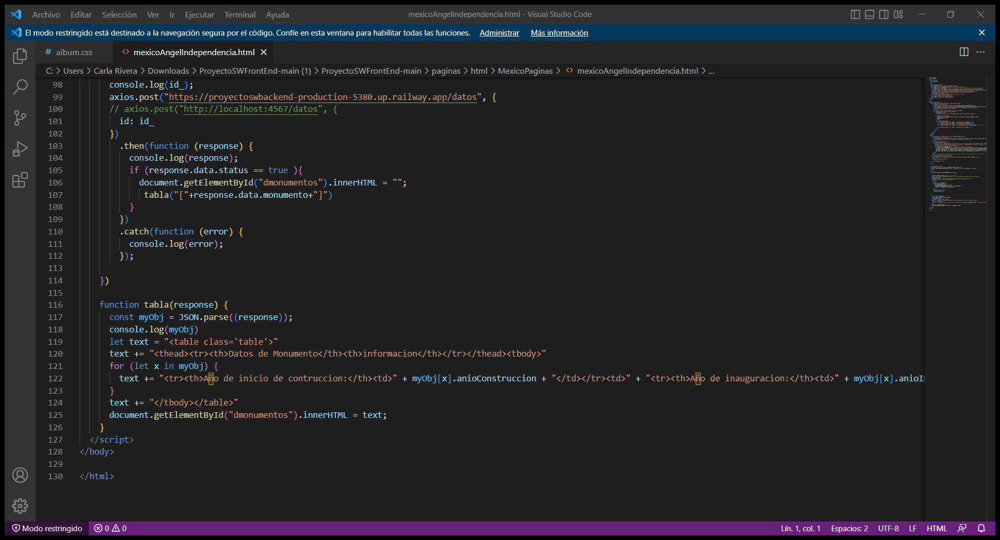 Archivo Editar Selección Ver Ir Ejecutar Terminal Ayuda mexicoAngelIndependencia.html - Visual Studio Code
El modo restringido está destinado a la navegación segura por el código. Confíe en esta ventana para habilitar todas las funciones. Administrar Más información
# album.css <> mexicoAngelIndependencia.html
C: > Users > Carla Rivera > Downloads > ProyectoSWFrontEnd-main (1) > ProyectoSWFrontEnd-main > paginas > html > MexicoPaginas > <> mexicoAngelIndependencia.html > ...
98 console.log(id_);
99 axios.post("https://proyectoswbackend-production-5380.up.railway.app/datos", {
100 // axios.post("http://localhost:4567/datos", {
101 id: id_
102 })
103 .then(function (response) {
104 console.log(response);
105 if (response.data.status == true ){
106 document.getElementById("dmonumentos").innerHTML = "";
107 tabla("["+response.data.monumento+"]")
108 }
109 })
110 .catch(function (error) {
111 console.log(error);
112 });
113
114 })
115
116 function tabla(response) {
117 const myObj = JSON.parse((response));
118 console.log(myObj)
119 let text = "<table class='table'>"
120 text += "<thead><tr><th>Datos de Monumento</th><th>informacion</th></tr></thead><tbody>"
121 for (let x in myObj) {
122 text += "<tr><th>Año de inicio de contruccion:</th><td>" + myObj[x].anioConstruccion + "</td></tr><td>" + "<tr><th>Año de inauguracion:</th><td>" + myObj[x].anioI
123 }
124 text += "</tbody></table>"
125 document.getElementById("dmonumentos").innerHTML = text;
126 }
127 </script>
128 </body>
129
130 </html>
Modo restringido 0 0 Lín. 1, col. 1 Espacios: 2 UTF-8 LF HTML